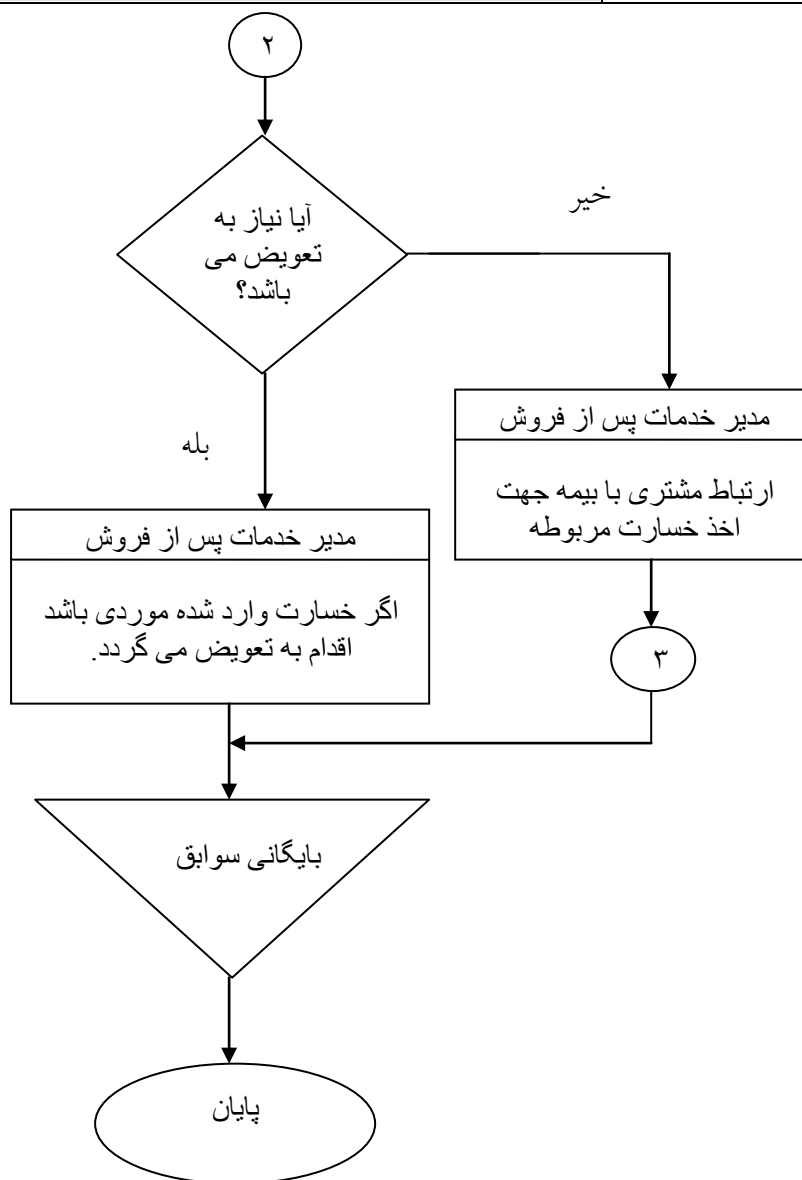 ۲
آیا نیاز به
تعویض می
باشد؟
خیر
بله
مدیر خدمات پس از فروش
ارتباط مشتری با بیمه جهت
اخذ خسارت مربوطه
مدیر خدمات پس از فروش
اگر خسارت وارد شده موردی باشد
اقدام به تعویض می گردد.
۳
بایگانی سوابق
پایان